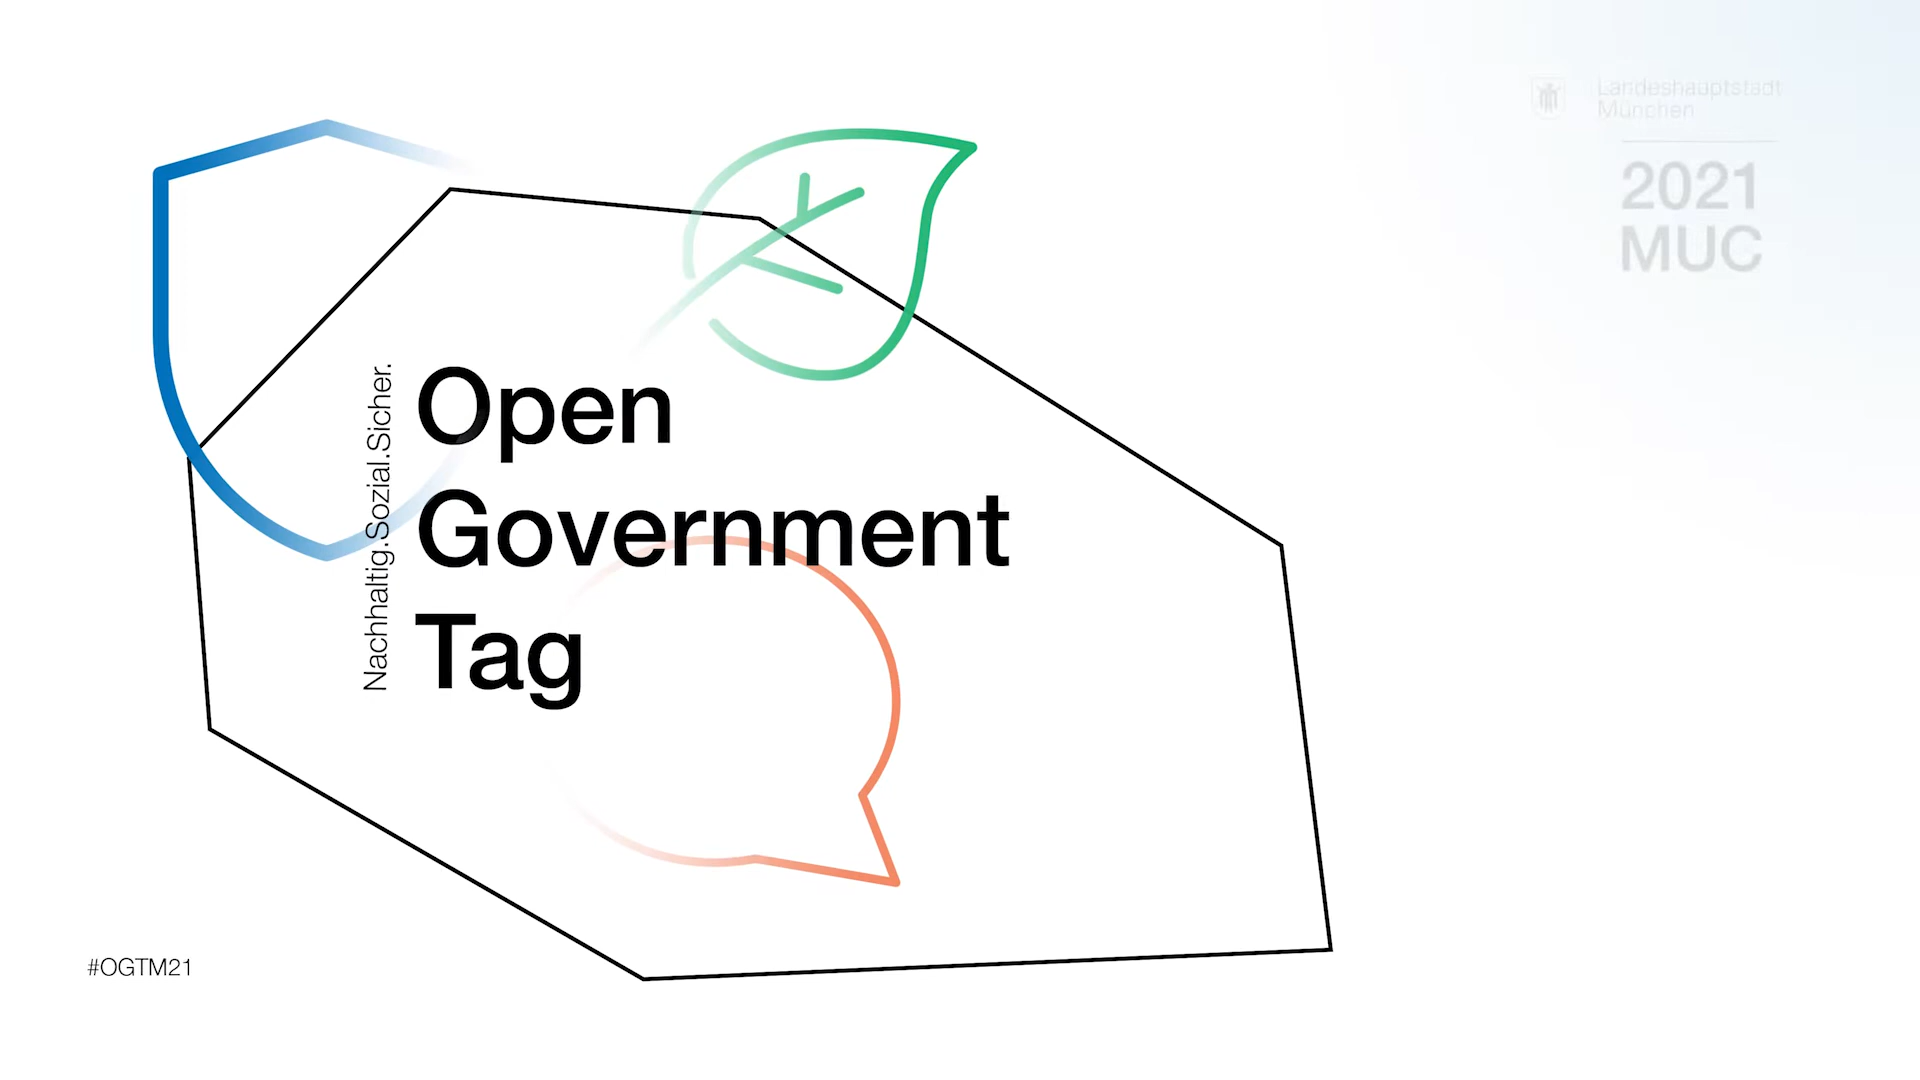 Landeshauptstadt
München
2021
MUC
Nachhaltig.Sozial.Sicher.
Open
Government
Tag
#OGTM21